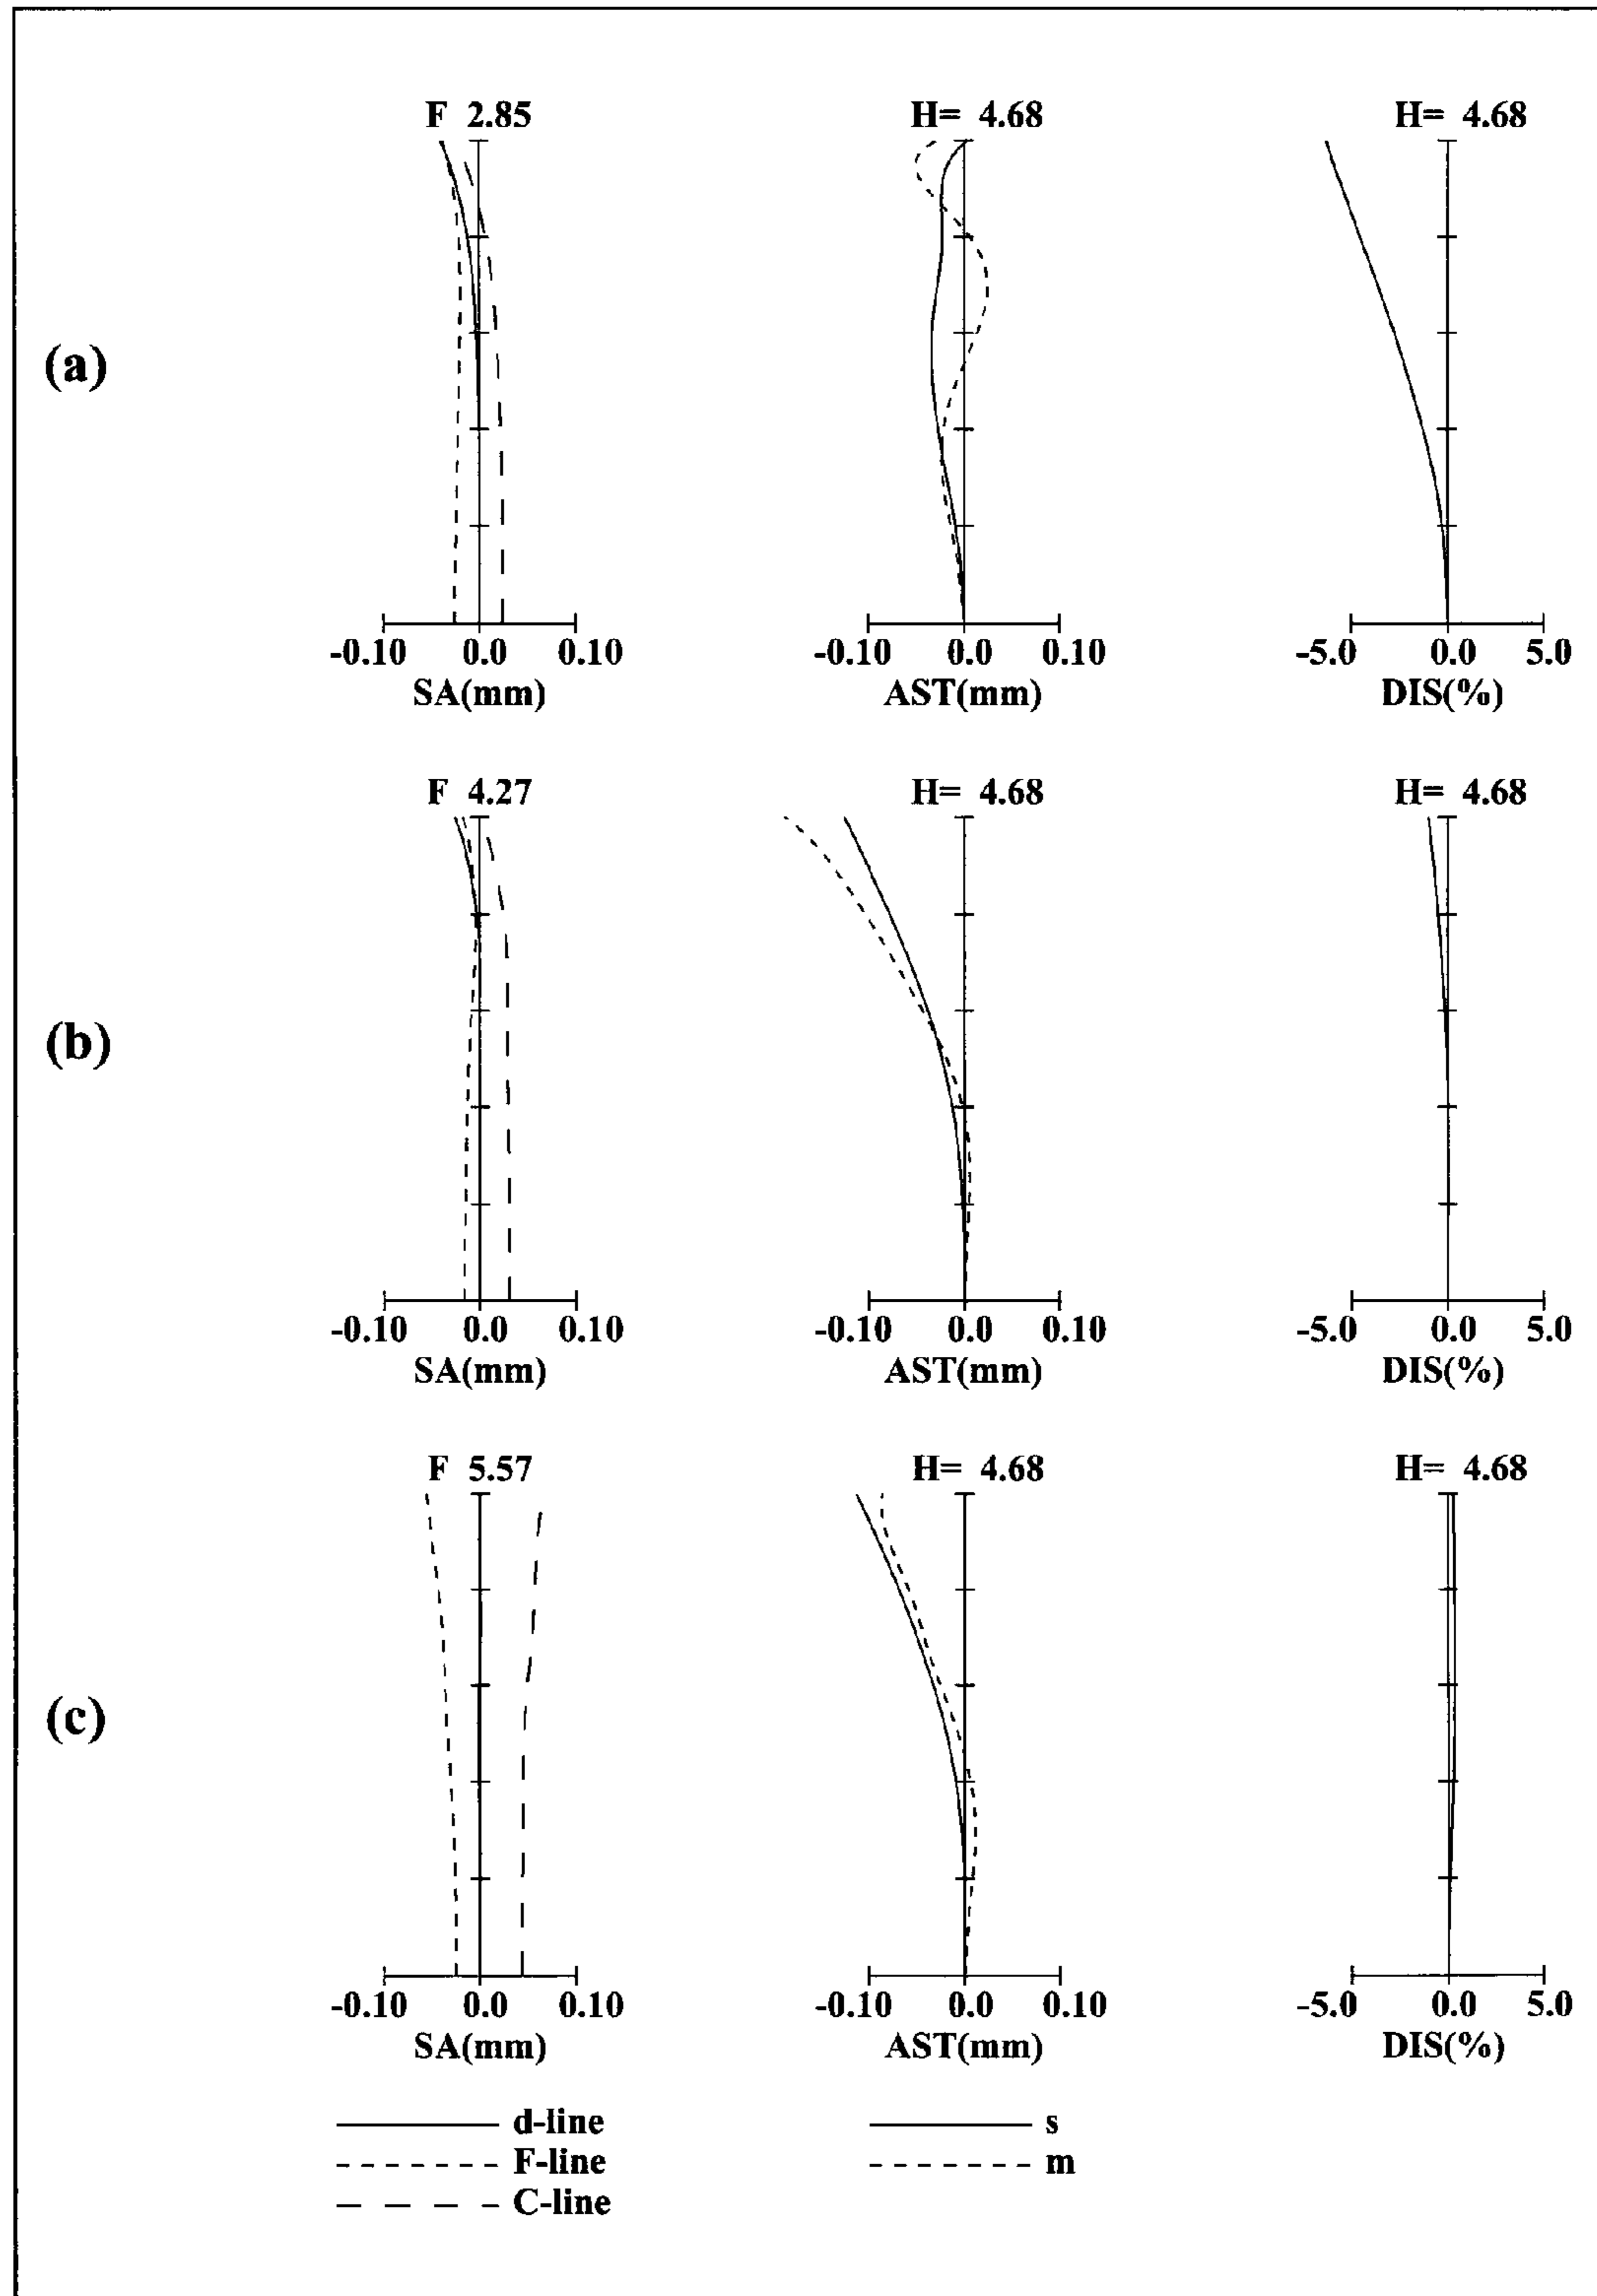 F 2.85 H= 4.68 H= 4.68
(a)
-0.10 0.0 0.10 -0.10 0.0 0.10 -5.0 0.0 5.0
SA(mm) AST(mm) DIS(%)
F 4.27 H= 4.68 H= 4.68
(b)
-0.10 0.0 0.10 -0.10 0.0 0.10 -5.0 0.0 5.0
SA(mm) AST(mm) DIS(%)
F 5.57 H= 4.68 H= 4.68
(c)
-0.10 0.0 0.10 -0.10 0.0 0.10 -5.0 0.0 5.0
SA(mm) AST(mm) DIS(%)
d-line s
F-line m
C-line